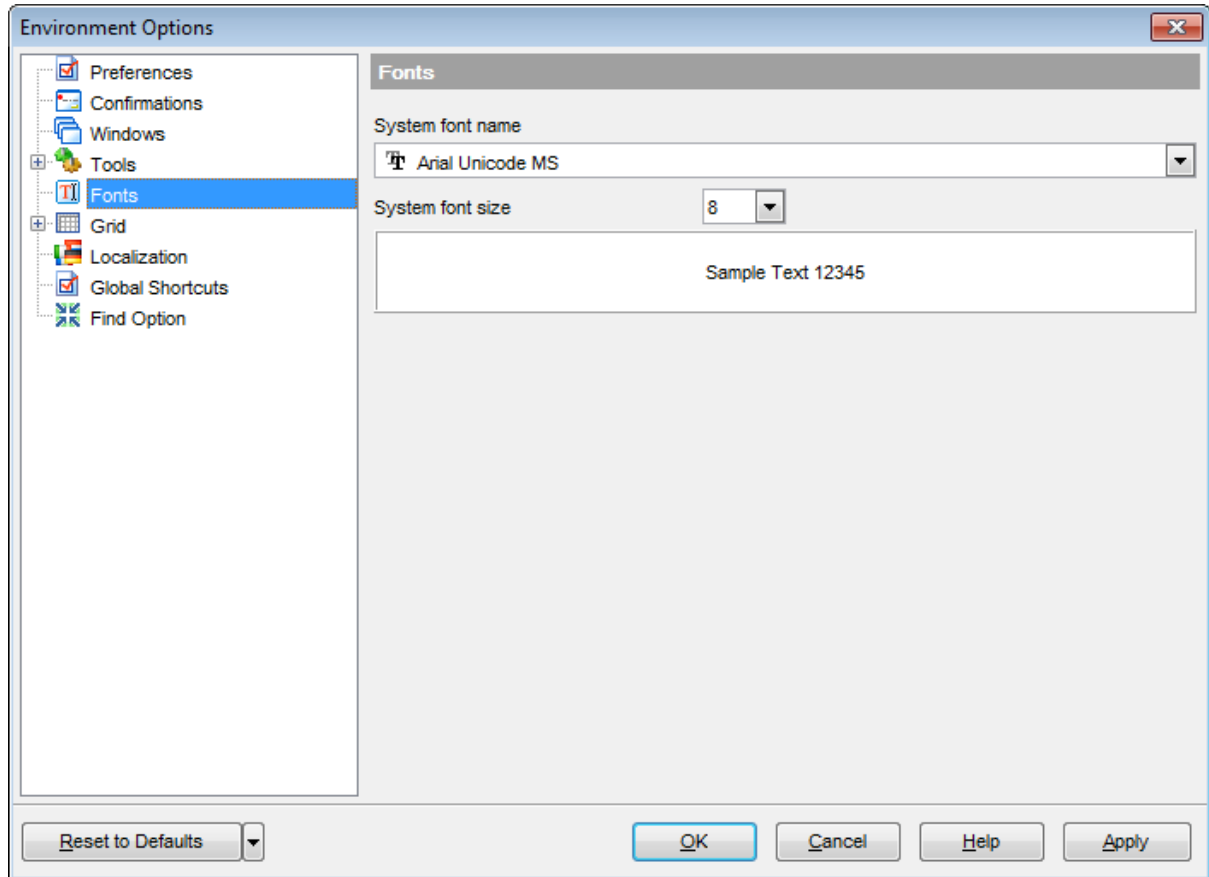 Environment Options
Preferences
Confirmations
Windows
Tools
Fonts
Grid
Localization
Global Shortcuts
Find Option
Fonts
System font name
Arial Unicode MS
System font size 8
Sample Text 12345
Reset to Defaults OK Cancel Help Apply